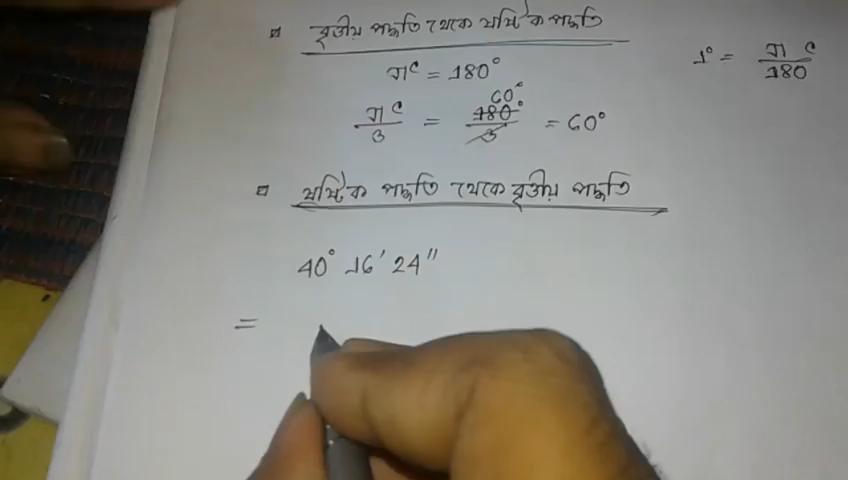 বৃত্তীয় পদ্ধতি থেকে ষষ্টিক পদ্ধতি
π^c = 180°
1° = π^c/180
π^c/3 = 180°/3 60° = 60°
ষষ্টিক পদ্ধতি থেকে বৃত্তীয় পদ্ধতি
40° 16' 24"
=